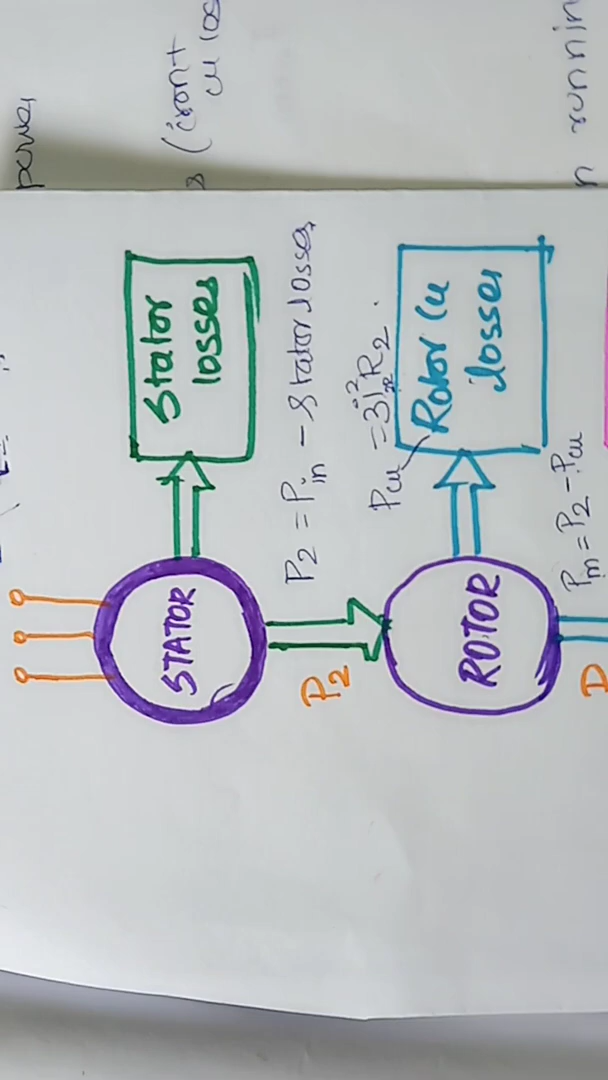 power
s (iron+
cu los
n runnin
Stator
losses
P2 = Pin - Stator losses
Pcu = 3I2²R2.
Rotor Cu
losses
Pm = P2 - Pcu
STATOR
P2
ROTOR